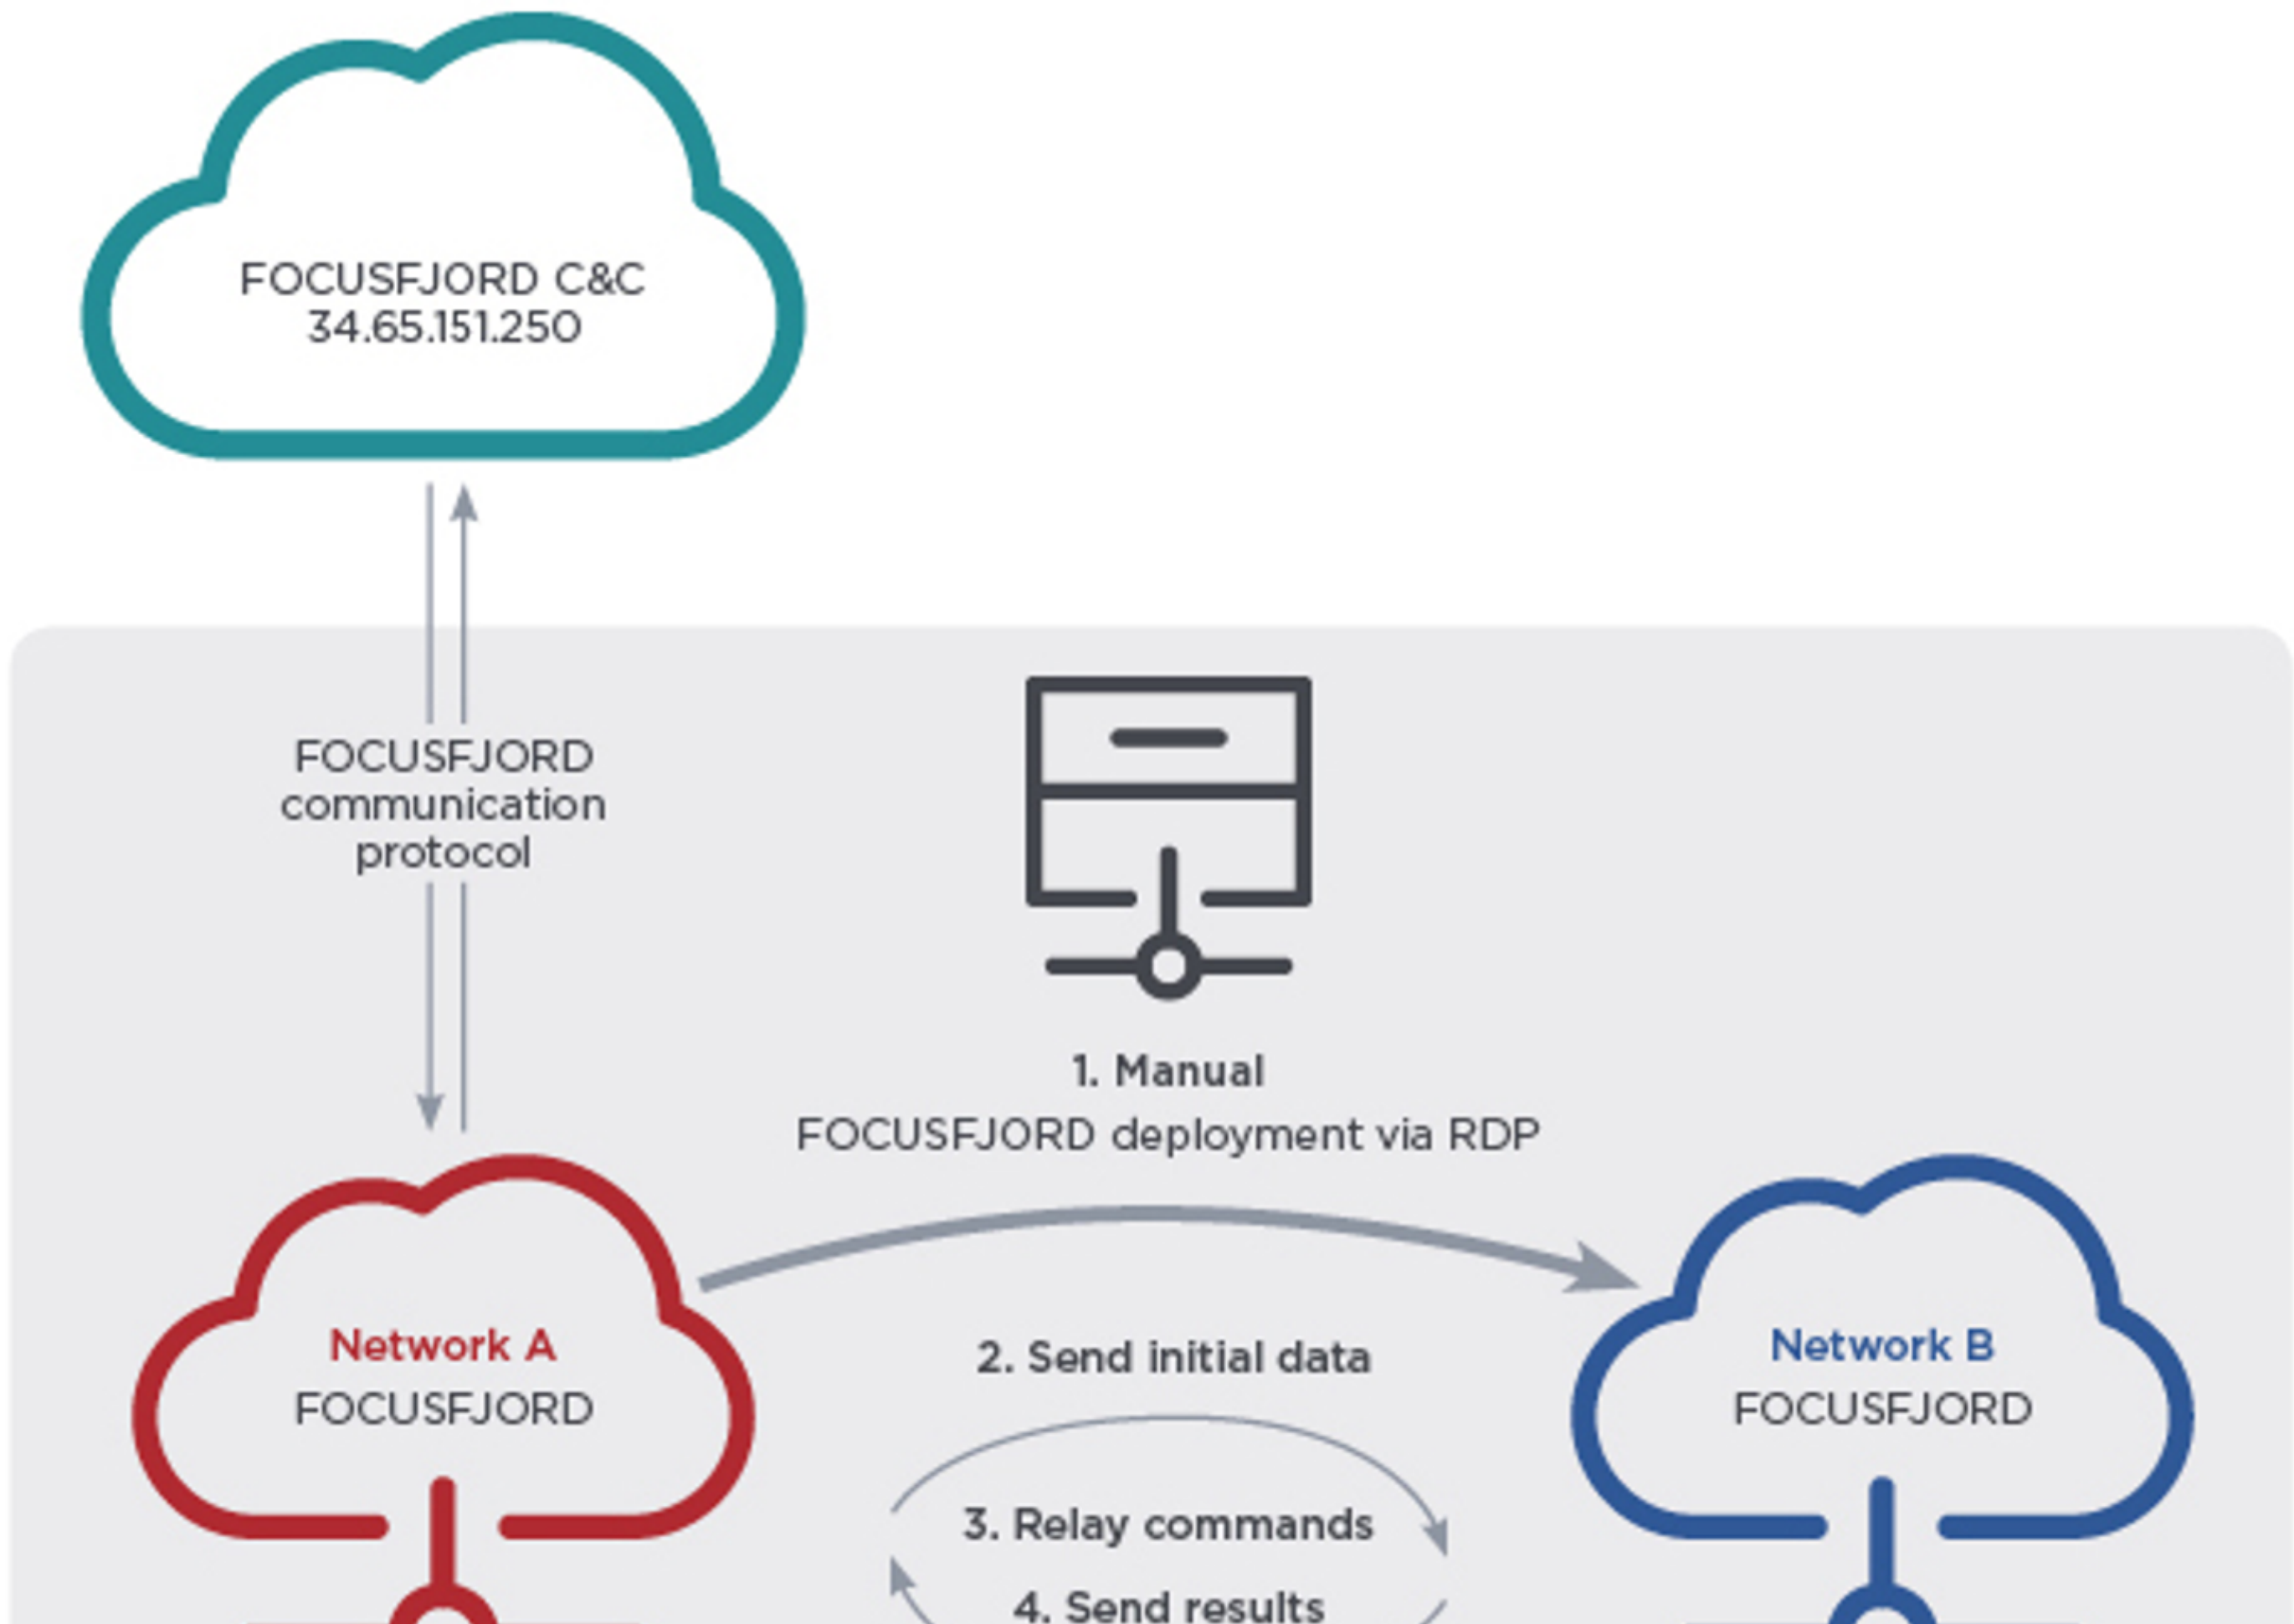 FOCUSFJORD C&C
34.65.151.250
FOCUSFJORD
communication
protocol
1. Manual
FOCUSFJORD deployment via RDP
Network A
FOCUSFJORD
2. Send initial data
Network B
FOCUSFJORD
3. Relay commands
4. Send results